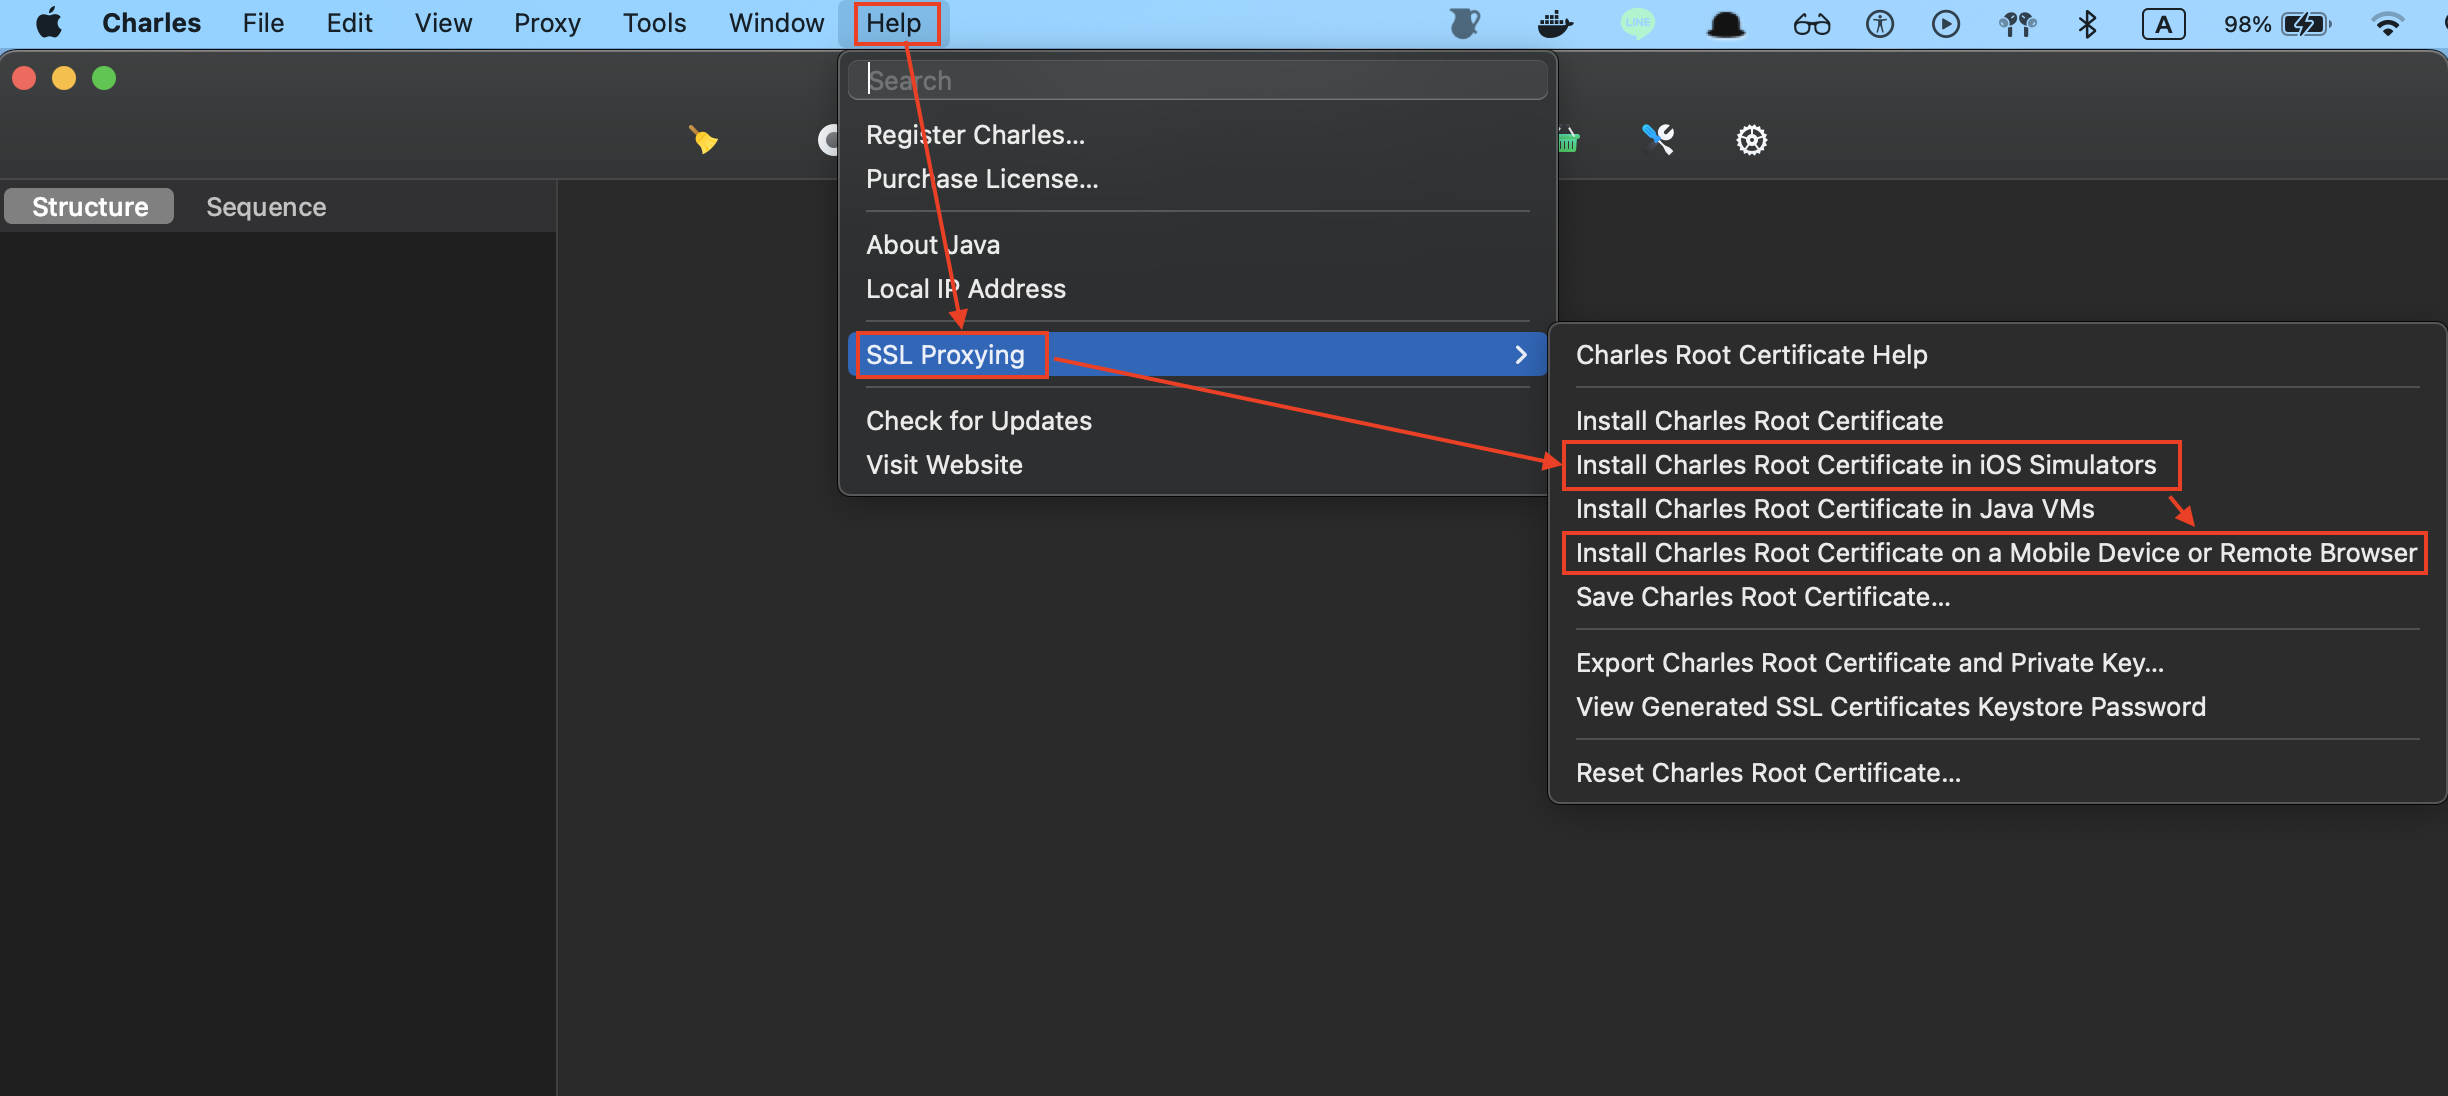 Charles File Edit View Proxy Tools Window Help LINE A 98%
Search
Register Charles...
Purchase License...
Structure Sequence
About Java
Local IP Address
SSL Proxying
Check for Updates
Visit Website
Charles Root Certificate Help
Install Charles Root Certificate
Install Charles Root Certificate in iOS Simulators
Install Charles Root Certificate in Java VMs
Install Charles Root Certificate on a Mobile Device or Remote Browser
Save Charles Root Certificate...
Export Charles Root Certificate and Private Key...
View Generated SSL Certificates Keystore Password
Reset Charles Root Certificate...